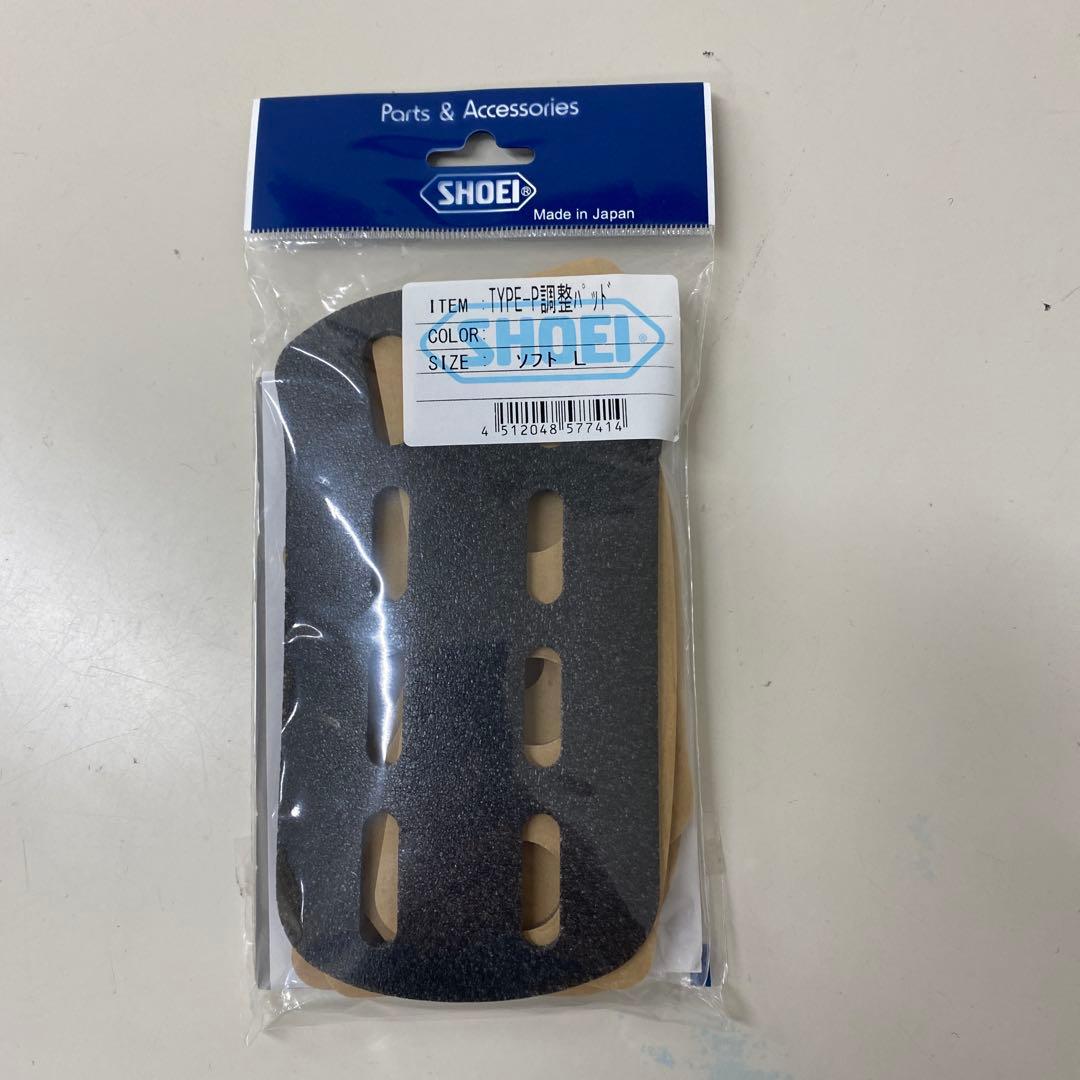 Parts & Accessories
SHOEI®
Made in Japan
ITEM :TYPE-P調整ﾊﾟｯﾄﾞ
COLOR:
SHOEI
SIZE : ソフト L
4 512048 577414